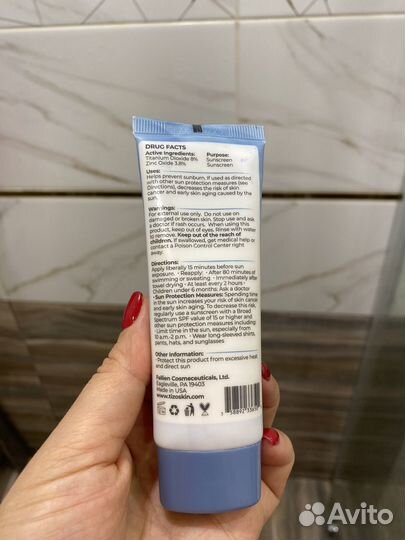 DRUG FACTS
Active Ingredients: Purpose:
Titanium Dioxide 8% Sunscreen
Zinc Oxide 3.8% Sunscreen
Uses:
Helps prevent sunburn, If used as directed
with other sun protection measures (see
Directions), decreases the risk of skin
cancer and early skin aging caused by the
sun.
Warnings:
For external use only. Do not use on
damaged or broken skin. Stop use and ask
a doctor if rash occurs. When using this
product, keep out of eyes. Rinse with water
to remove. Keep out of the reach of
children. If swallowed, get medical help or
contact a Poison Control Center right
away.
Directions:
Apply liberally 15 minutes before sun
exposure. • Reapply: • After 80 minutes
of swimming or sweating. • Immediately after
towel drying • At least every 2 hours •
Children under 6 months: Ask a doctor
• Sun Protection Measures: Spending time
in the sun increases your risk of skin cancer
and early skin aging. To decrease this risk,
regularly use a sunscreen with a Broad
Spectrum SPF value of 15 or higher and
other sun protection measures including:
• Limit time in the sun, especially from
10 a.m.-2 p.m. • Wear long-sleeved shirts,
pants, hats, and sunglasses
Other Information:
• Protect this product from excessive heat
and direct sun
Fallien Cosmeceuticals, Ltd.
Eagleville, PA 19403
Made in USA
www.tizoskin.com
Avito